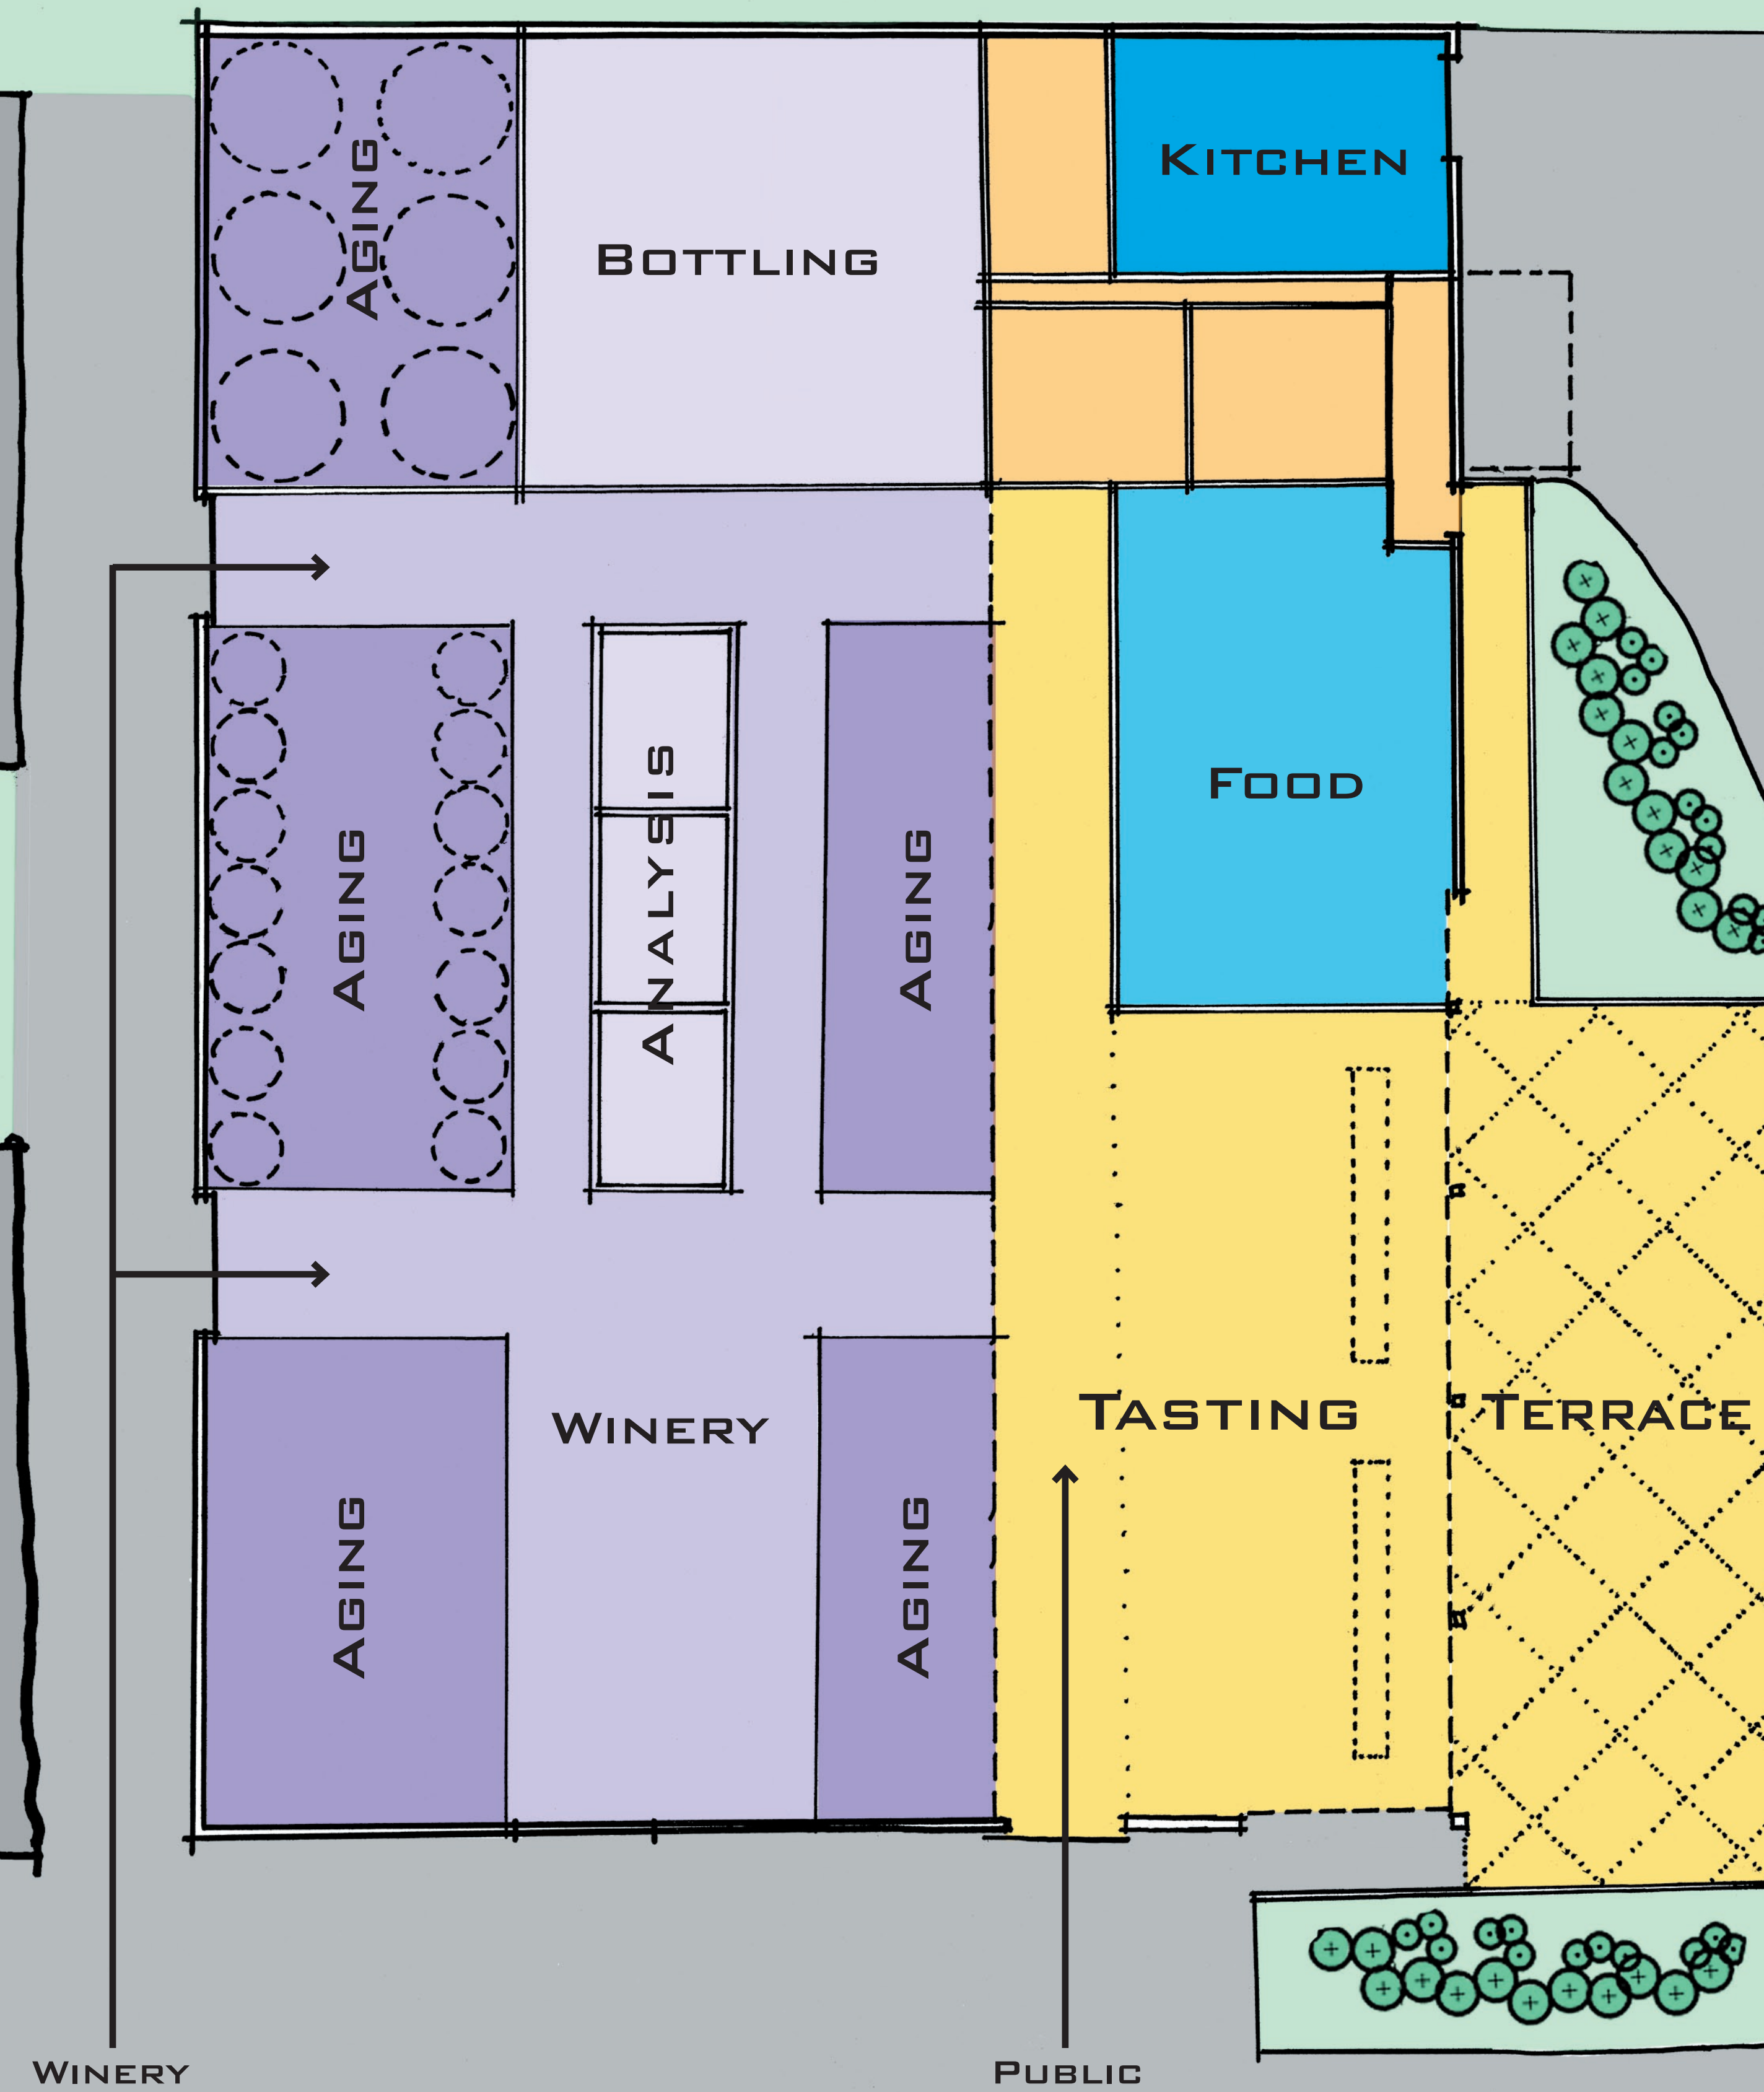 Kitchen
Aging
Bottling
Food
Aging
Analysis
Aging
Tasting
Terrace
Winery
Aging
Aging
Winery
Public